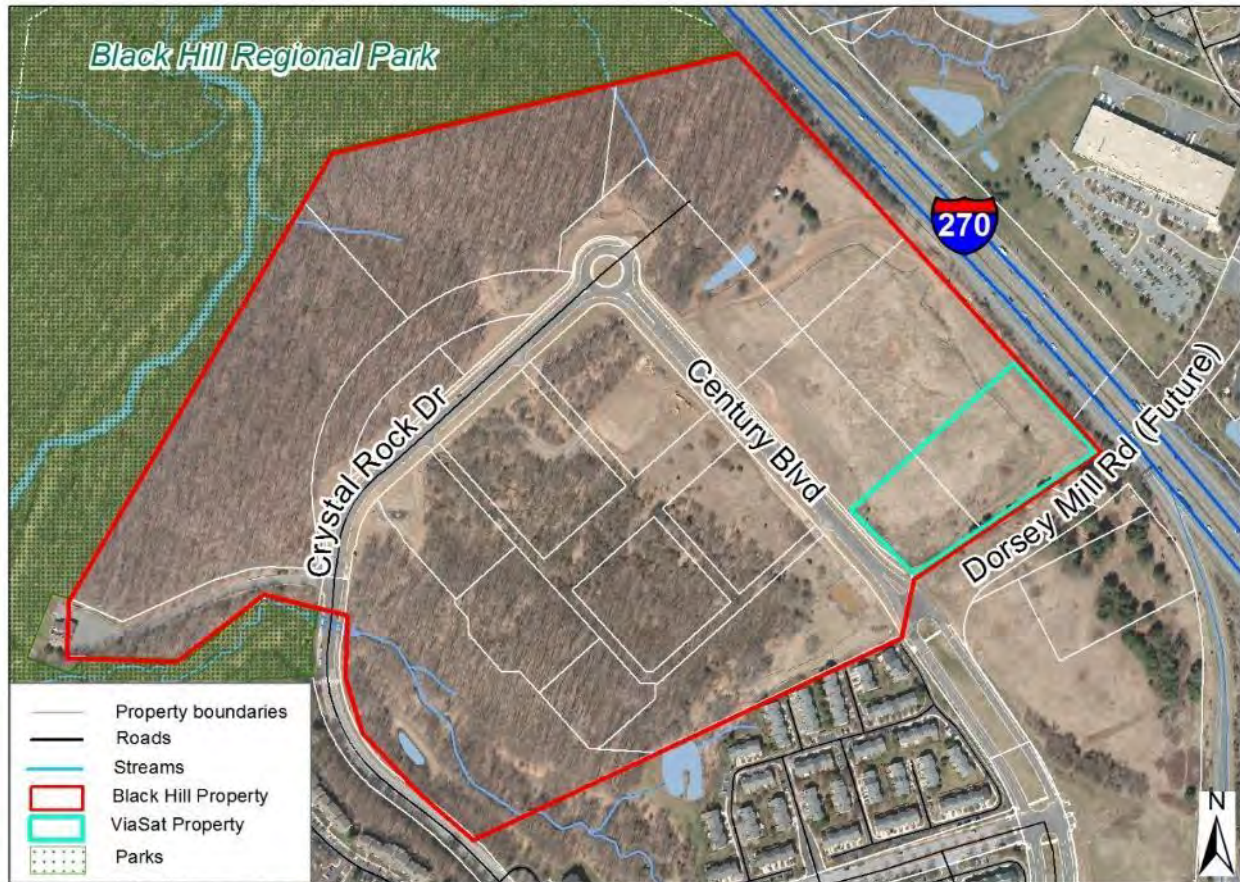 Black Hill Regional Park
270
Crystal Rock Dr
Century Blvd
Dorsey Mill Rd (Future)
Property boundaries
Roads
Streams
Black Hill Property
ViaSat Property
Parks
N